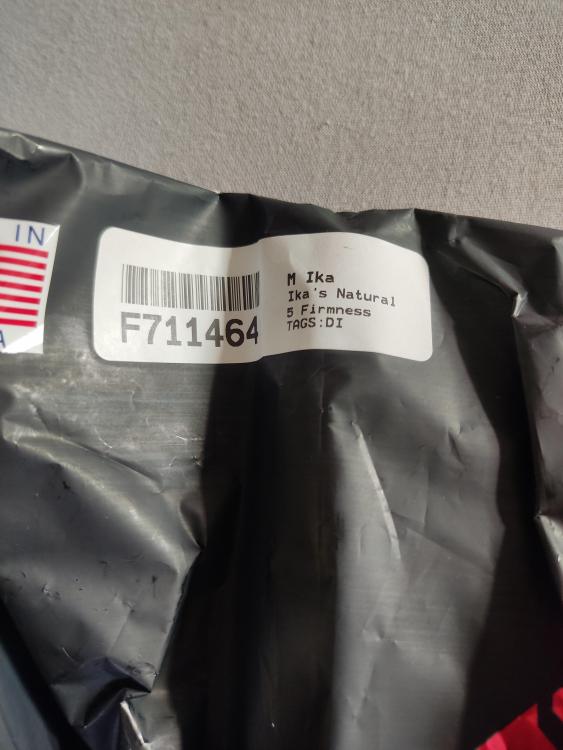 IN
A
F711464
M Ika
Ika's Natural
5 Firmness
TAGS:DI